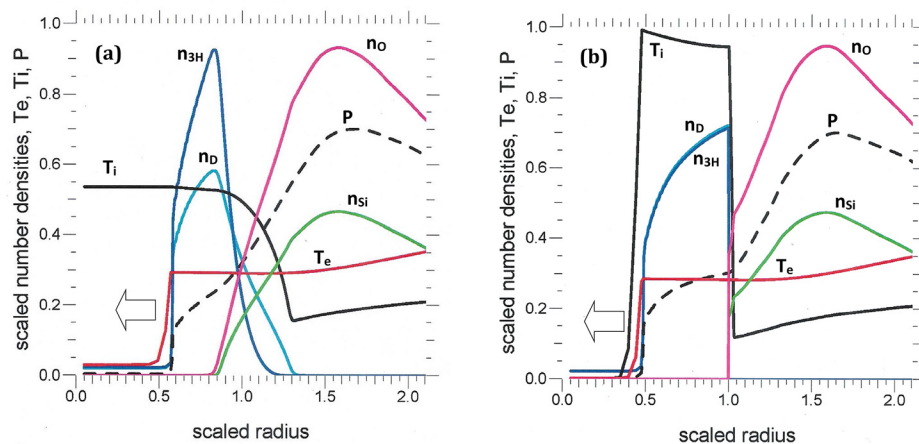 (a)
n3H
nD
nO
P
Ti
nSi
Te
scaled number densities, Te, Ti, P
1.0
0.8
0.6
0.4
0.2
0.0
0.0 0.5 1.0 1.5 2.0
scaled radius
(b)
Ti
nO
nD
n3H
P
nSi
Te
scaled number densities, Te, Ti, P
1.0
0.8
0.6
0.4
0.2
0.0
0.0 0.5 1.0 1.5 2.0
scaled radius